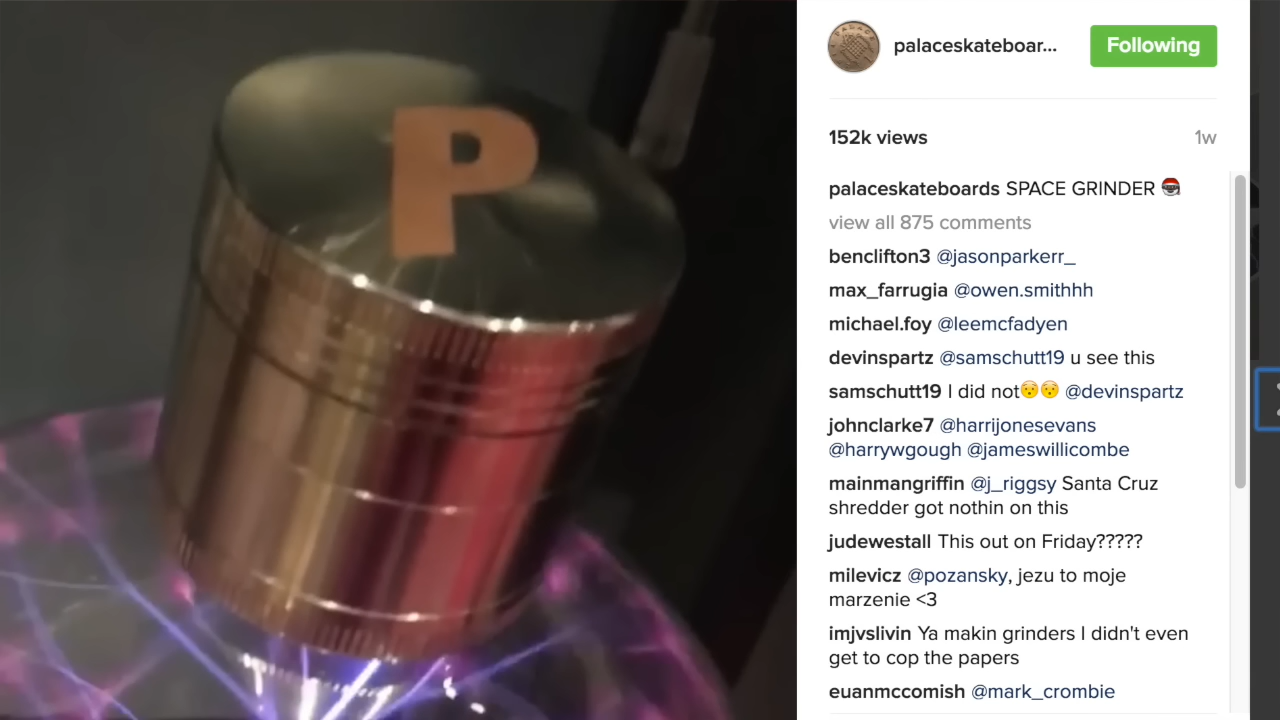 P
palaceskateboar...
Following
152k views
1w
palaceskateboards SPACE GRINDER
view all 875 comments
benclifton3 @jasonparkerr_
max_farrugia @owen.smithhh
michael.foy @leemcfadyen
devinspartz @samschutt19 u see this
samschutt19 I did not😯😯 @devinspartz
johnclarke7 @harrijonesevans
@harrywgough @jameswillicombe
mainmangriffin @j_riggsy Santa Cruz
shredder got nothin on this
judewestall This out on Friday?????
milevicz @pozansky, jezu to moje
marzenie <3
imjvslivin Ya makin grinders I didn't even
get to cop the papers
euanmccomish @mark_crombie